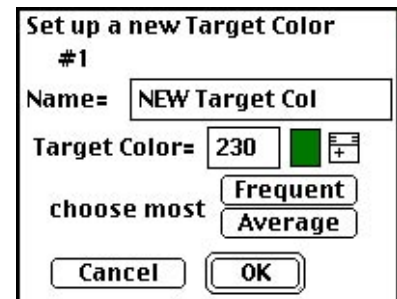 Set up a new Target Color
#1
Name= NEW Target Col
Target Color= 230
choose most Frequent
Average
Cancel OK